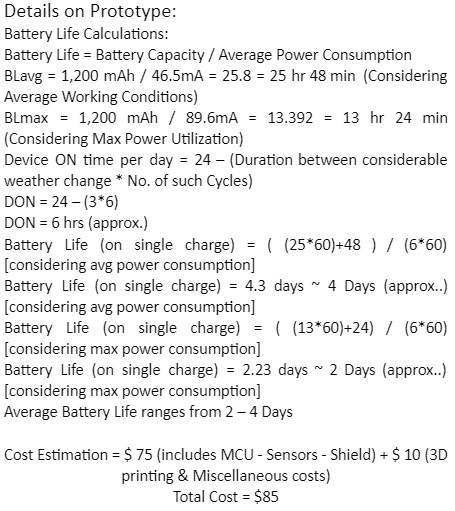 Details on Prototype:
Battery Life Calculations:
Battery Life = Battery Capacity / Average Power Consumption
BLavg = 1,200 mAh / 46.5mA = 25.8 = 25 hr 48 min (Considering
Average Working Conditions)
BLmax = 1,200 mAh / 89.6mA = 13.392 = 13 hr 24 min
(Considering Max Power Utilization)
Device ON time per day = 24 – (Duration between considerable
weather change * No. of such Cycles)
DON = 24 – (3*6)
DON = 6 hrs (approx.)
Battery Life (on single charge) = ( (25*60)+48 ) / (6*60)
[considering avg power consumption]
Battery Life (on single charge) = 4.3 days ~ 4 Days (approx..)
[considering avg power consumption]
Battery Life (on single charge) = ( (13*60)+24) / (6*60)
[considering max power consumption]
Battery Life (on single charge) = 2.23 days ~ 2 Days (approx..)
[considering max power consumption]
Average Battery Life ranges from 2 – 4 Days
Cost Estimation = $ 75 (includes MCU - Sensors - Shield) + $ 10 (3D
printing & Miscellaneous costs)
Total Cost = $85